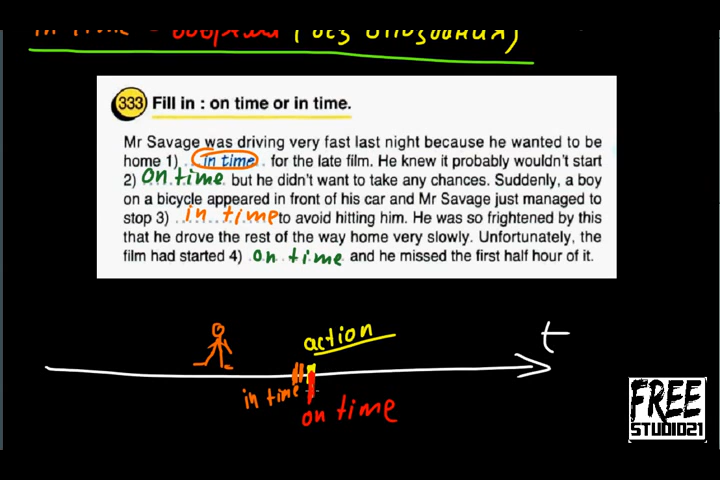 in time - вовремя (без опоздания)
333 Fill in : on time or in time.
Mr Savage was driving very fast last night because he wanted to be
home 1) in time for the late film. He knew it probably wouldn't start
2) On time but he didn't want to take any chances. Suddenly, a boy
on a bicycle appeared in front of his car and Mr Savage just managed to
stop 3) in time to avoid hitting him. He was so frightened by this
that he drove the rest of the way home very slowly. Unfortunately, the
film had started 4) on time and he missed the first half hour of it.
action
t
in time
on time
FREE
STUDIO21